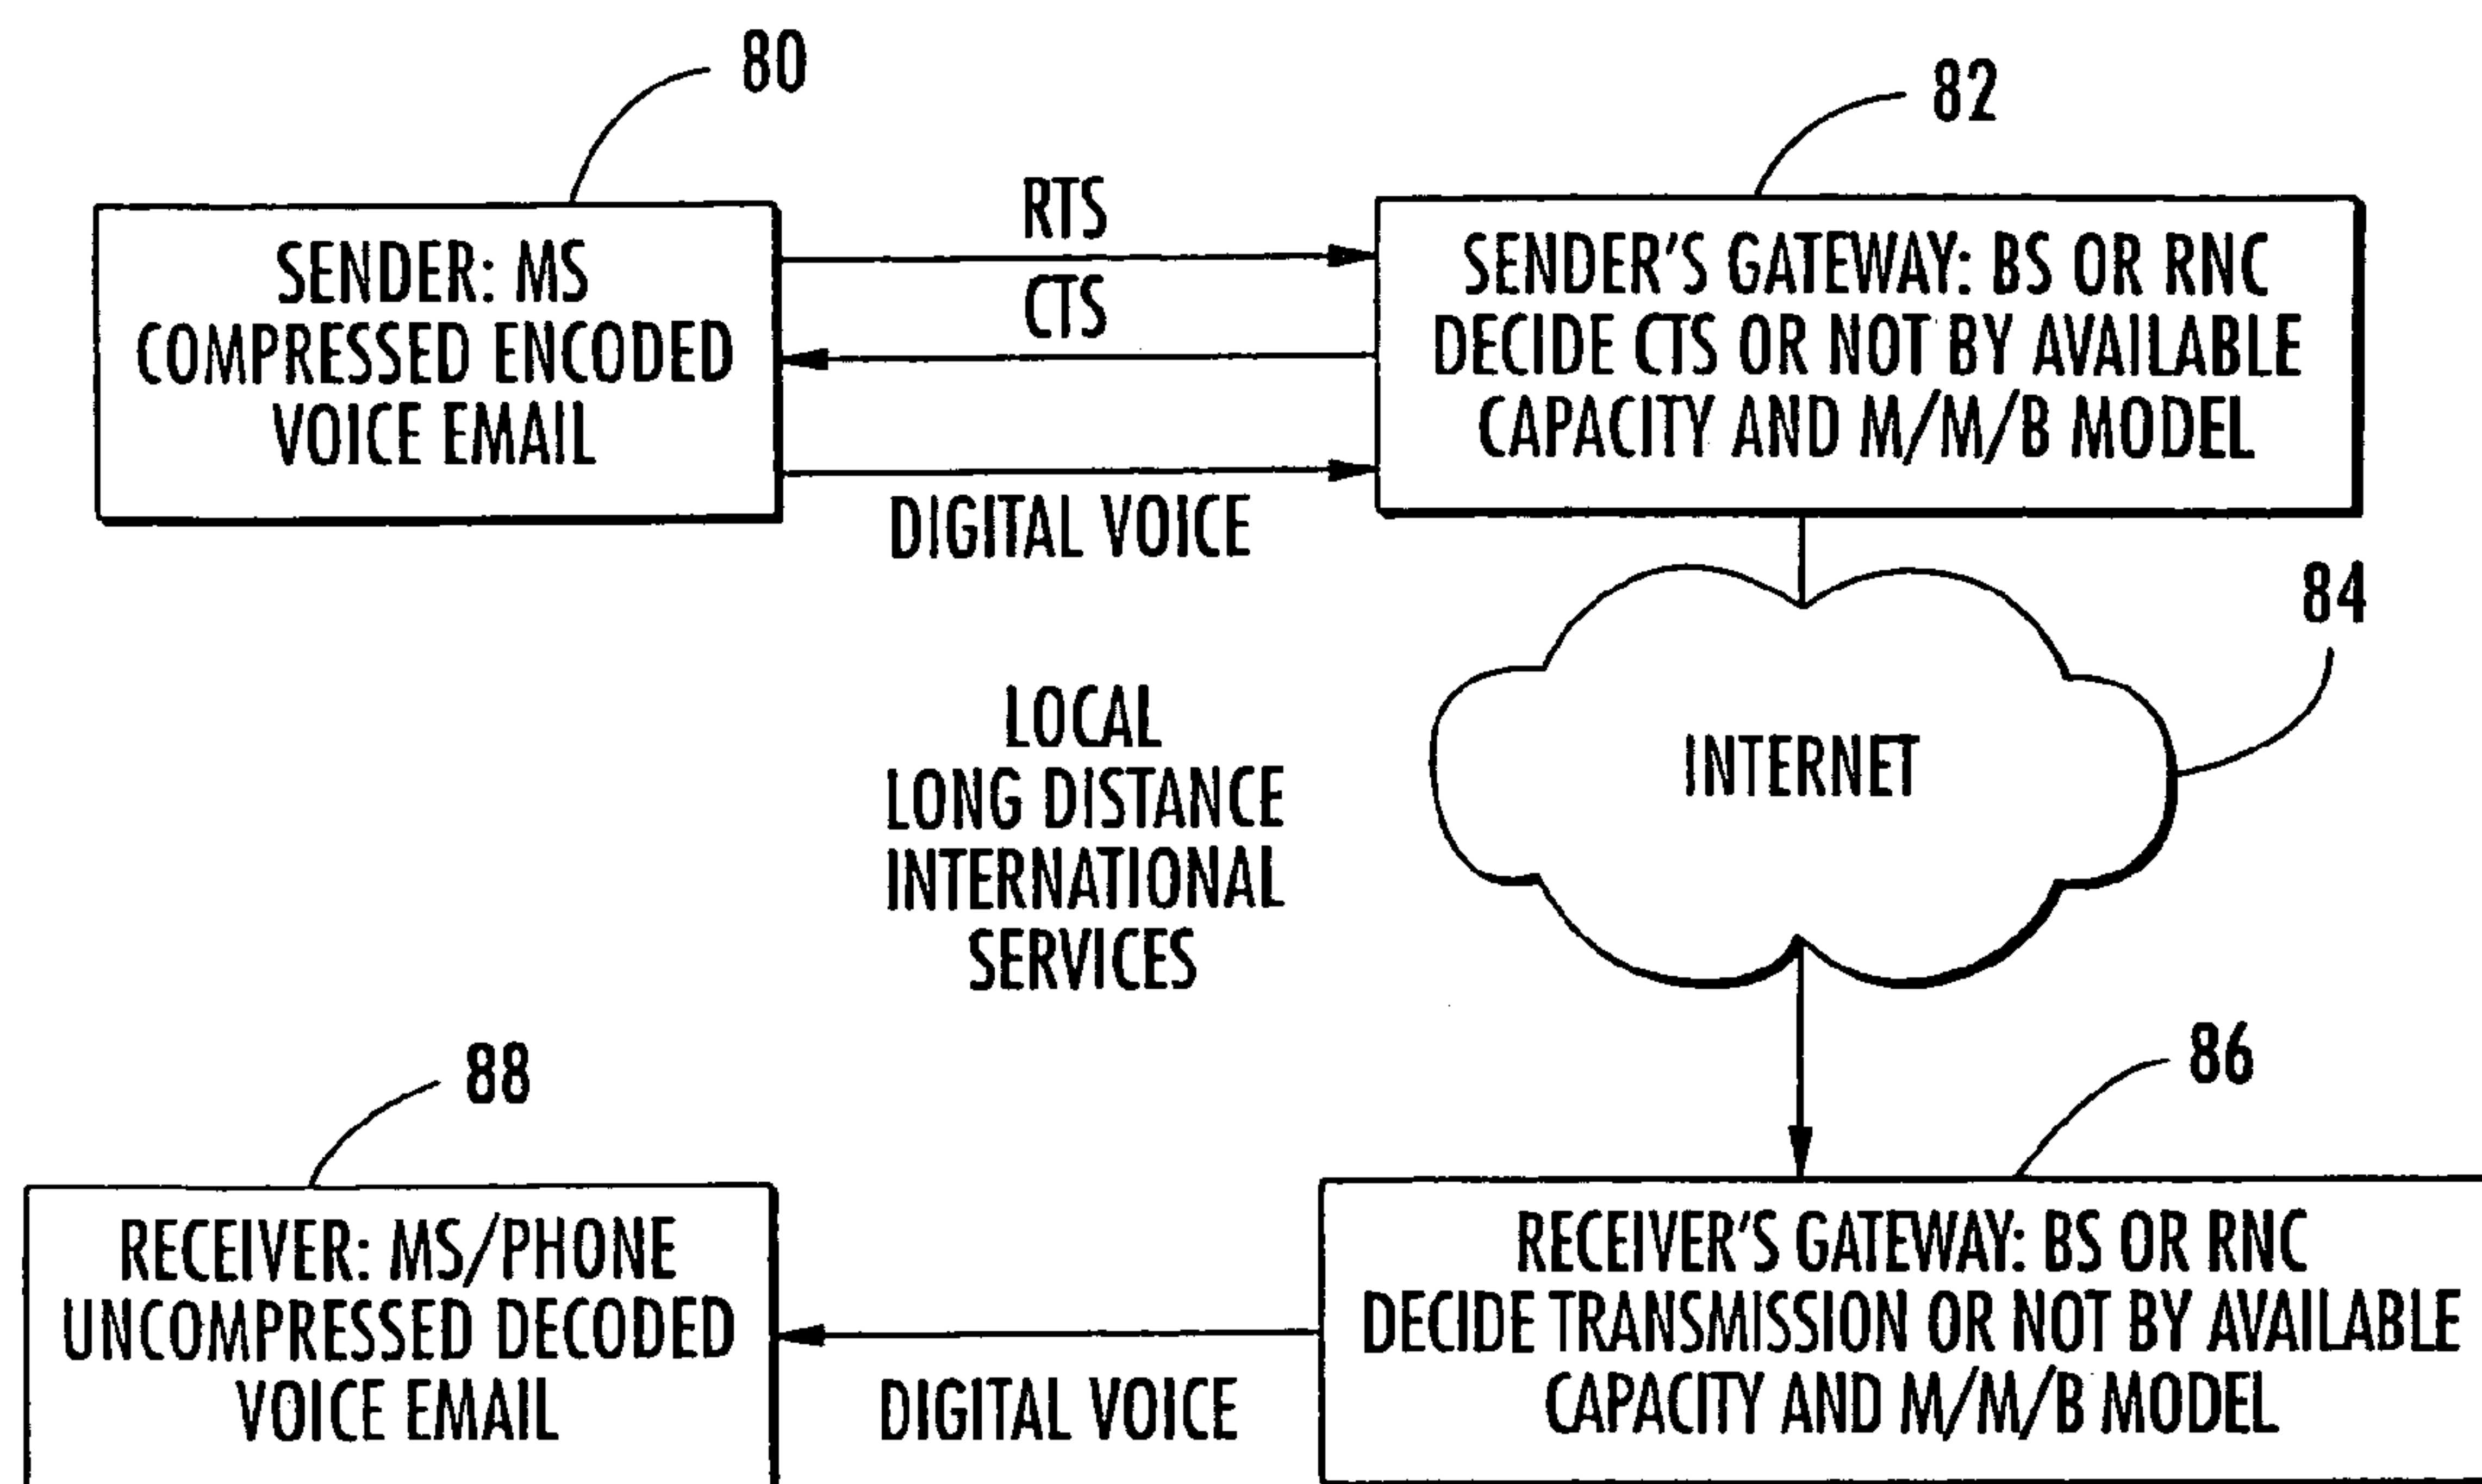 80
82
SENDER: MS
COMPRESSED ENCODED
VOICE EMAIL
RTS
CTS
DIGITAL VOICE
SENDER'S GATEWAY: BS OR RNC
DECIDE CTS OR NOT BY AVAILABLE
CAPACITY AND M/M/B MODEL
84
LOCAL
LONG DISTANCE
INTERNATIONAL
SERVICES
INTERNET
88
86
RECEIVER: MS/PHONE
UNCOMPRESSED DECODED
VOICE EMAIL
DIGITAL VOICE
RECEIVER'S GATEWAY: BS OR RNC
DECIDE TRANSMISSION OR NOT BY AVAILABLE
CAPACITY AND M/M/B MODEL